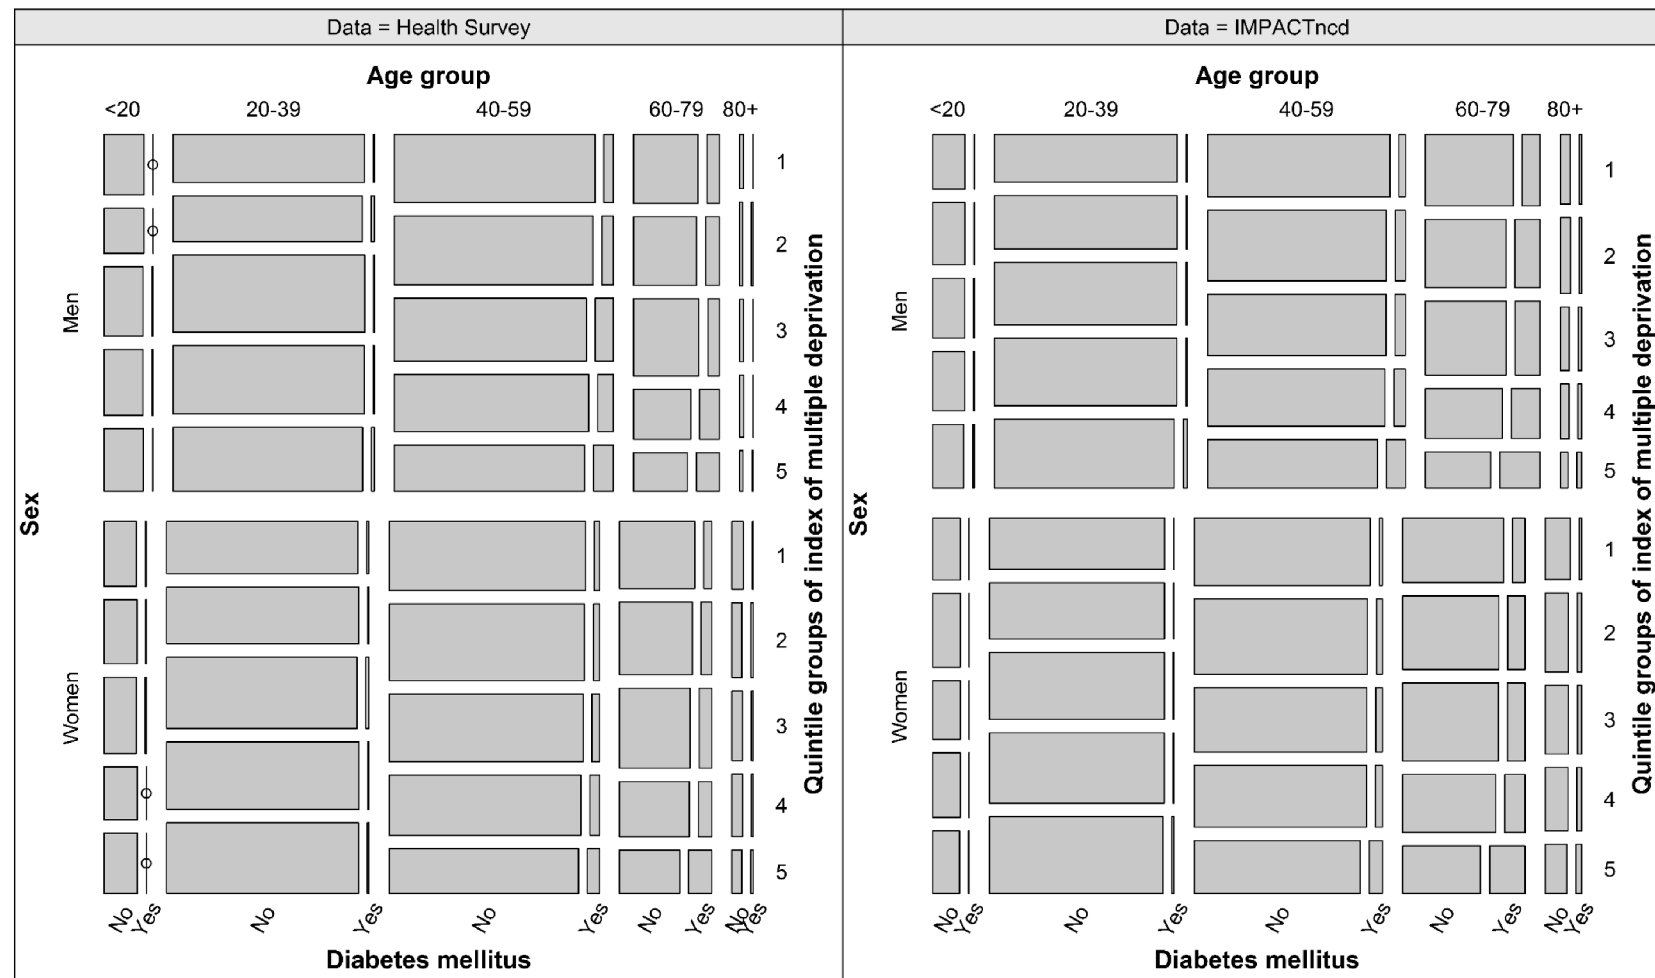 Data = Health Survey
Data = IMPACTncd
Age group
<20 20-39 40-59 60-79 80+
Men
Women
Sex
1
2
3
4
5
1
2
3
4
5
Quintile groups of index of multiple deprivation
No Yes No Yes No Yes No Yes No Yes
Diabetes mellitus
Age group
<20 20-39 40-59 60-79 80+
Men
Women
Sex
1
2
3
4
5
1
2
3
4
5
Quintile groups of index of multiple deprivation
No Yes No Yes No Yes No Yes No Yes
Diabetes mellitus